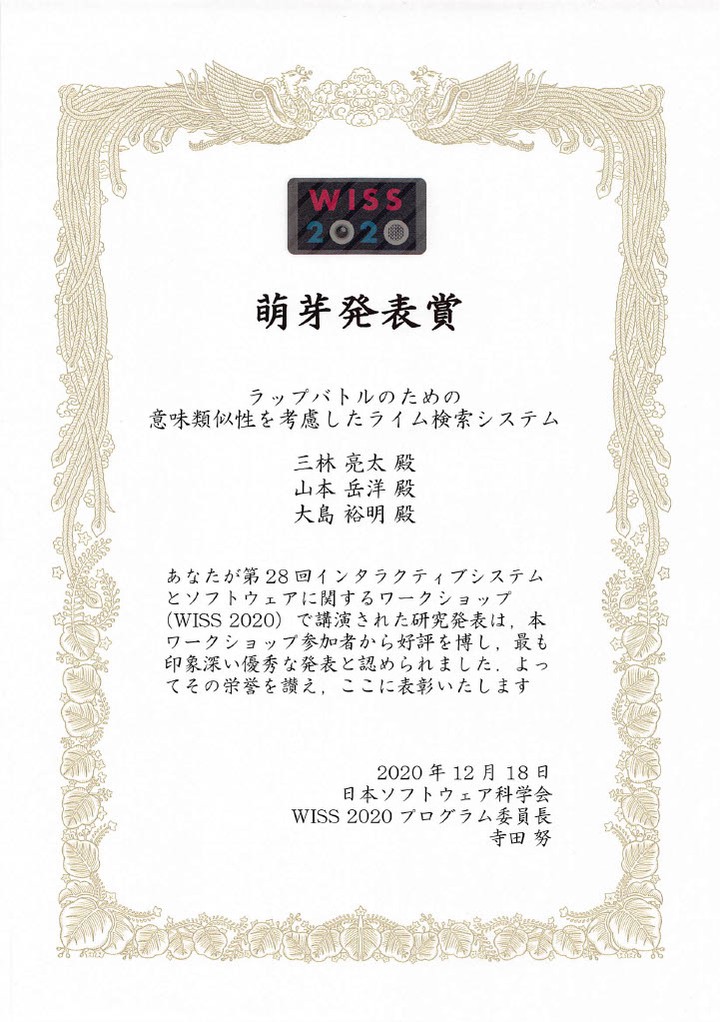 WISS
2020
萌芽発表賞
ラップバトルのための
意味類似性を考慮したライム検索システム
三林 亮太 殿
山本 岳洋 殿
大島 裕明 殿
あなたが第28回インタラクティブシステム
とソフトウェアに関するワークショップ
(WISS 2020) で講演された研究発表は，本
ワークショップ参加者から好評を博し，最も
印象深い優秀な発表と認められました．よっ
てその栄誉を讃え，ここに表彰いたします
2020年12月18日
日本ソフトウェア科学会
WISS 2020 プログラム委員長
寺田 努